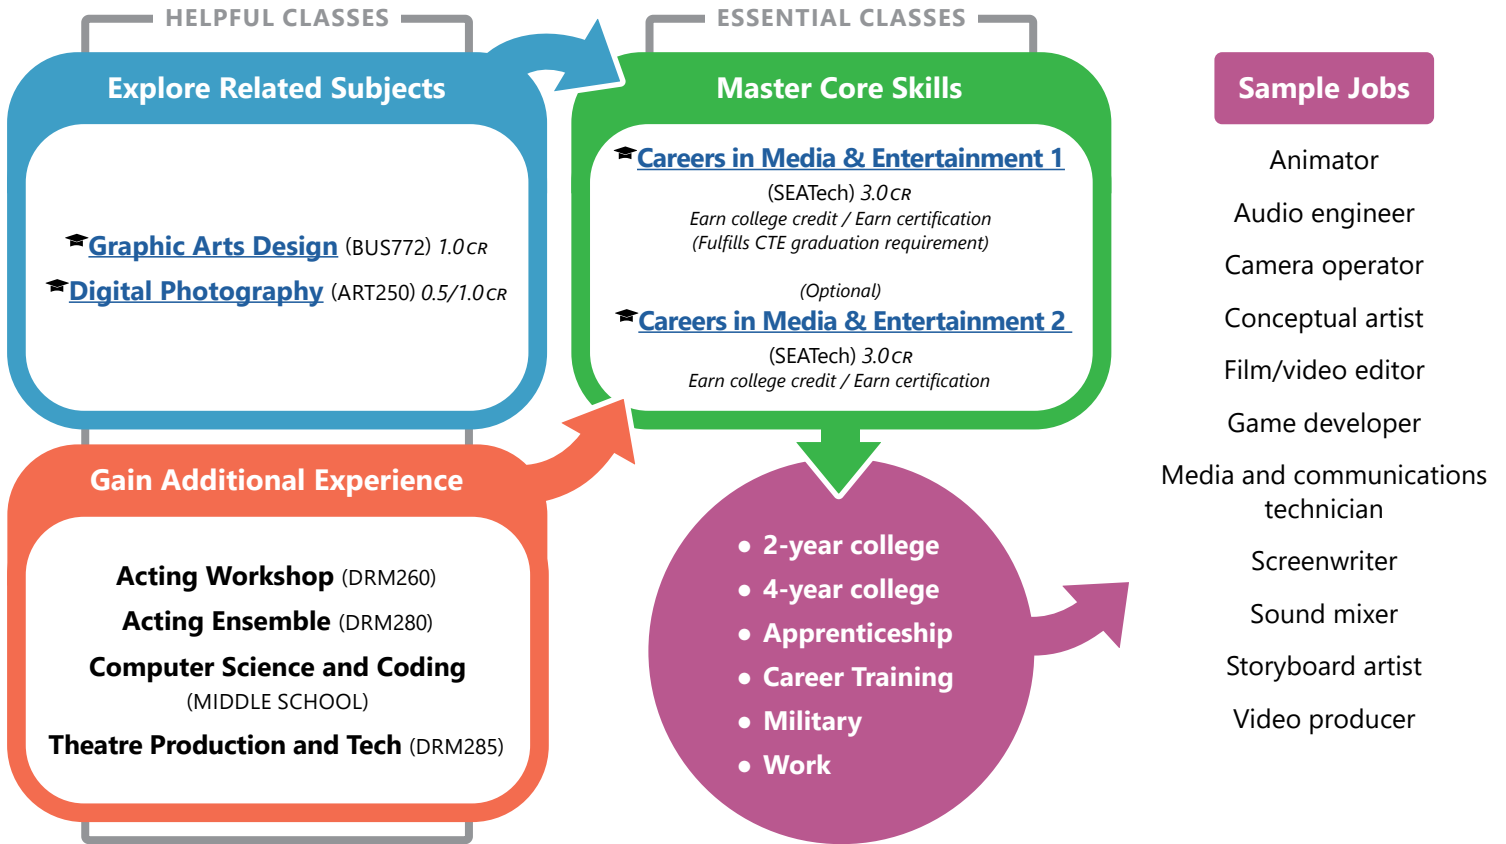 HELPFUL CLASSES
Explore Related Subjects
Graphic Arts Design (BUS772) 1.0 CR
Digital Photography (ART250) 0.5/1.0 CR
Gain Additional Experience
Acting Workshop (DRM260)
Acting Ensemble (DRM280)
Computer Science and Coding
(MIDDLE SCHOOL)
Theatre Production and Tech (DRM285)
ESSENTIAL CLASSES
Master Core Skills
Careers in Media & Entertainment 1
(SEATech) 3.0 CR
Earn college credit / Earn certification
(Fulfills CTE graduation requirement)
(Optional)
Careers in Media & Entertainment 2
(SEATech) 3.0 CR
Earn college credit / Earn certification
• 2-year college
• 4-year college
• Apprenticeship
• Career Training
• Military
• Work
Sample Jobs
Animator
Audio engineer
Camera operator
Conceptual artist
Film/video editor
Game developer
Media and communications
technician
Screenwriter
Sound mixer
Storyboard artist
Video producer